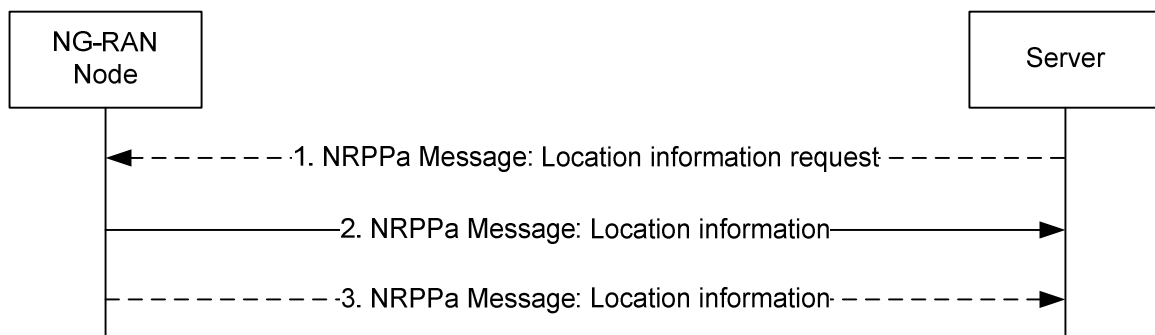 NG-RAN
Node
Server
1. NRPPa Message: Location information request
2. NRPPa Message: Location information
3. NRPPa Message: Location information